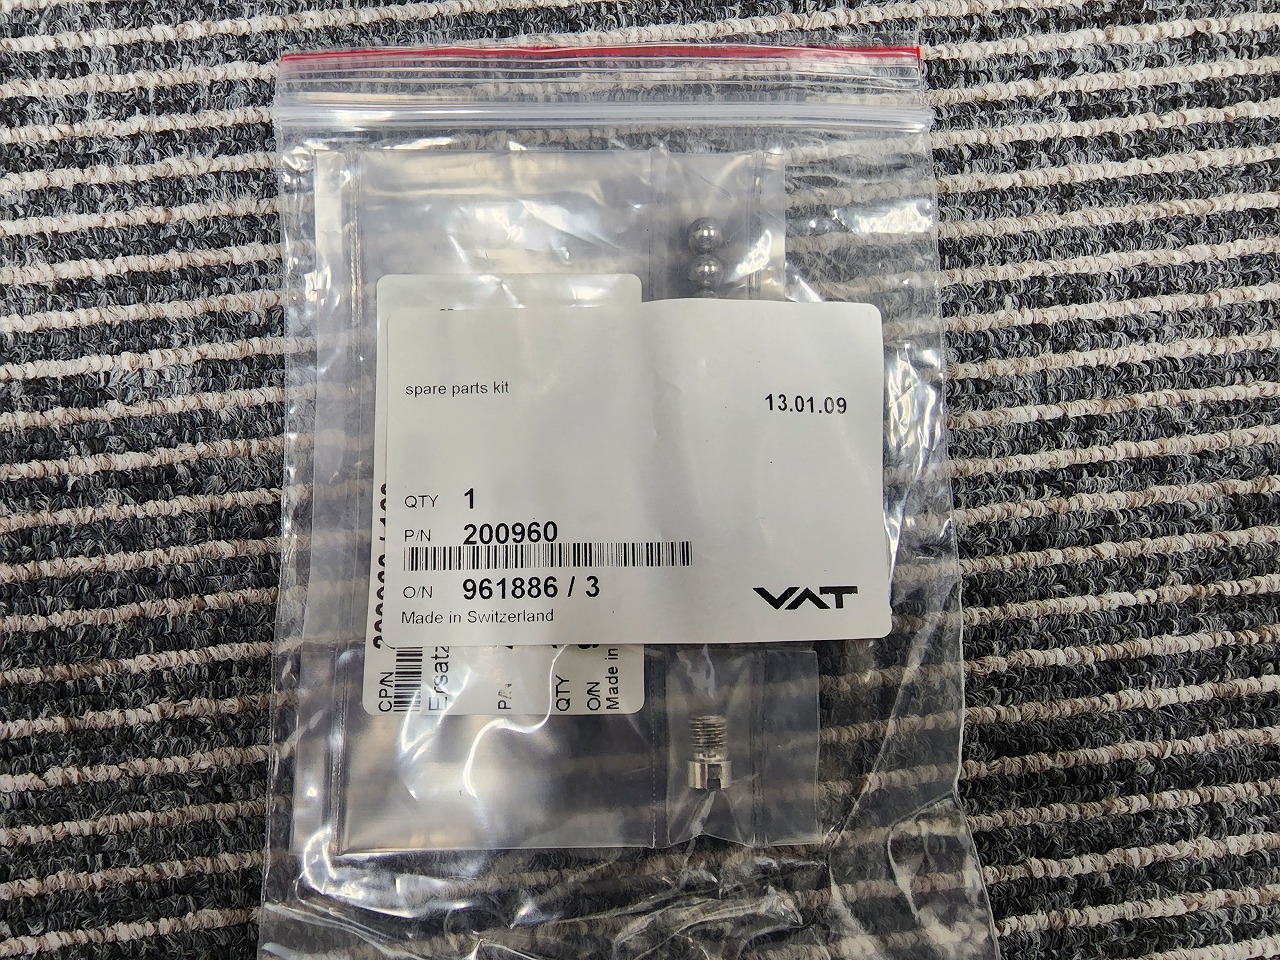 spare parts kit
13.01.09
QTY 1
P/N 200960
O/N 961886 / 3
Made in Switzerland
VAT
CP/N
Ersatz
P/N
QTY
O/N
Made in